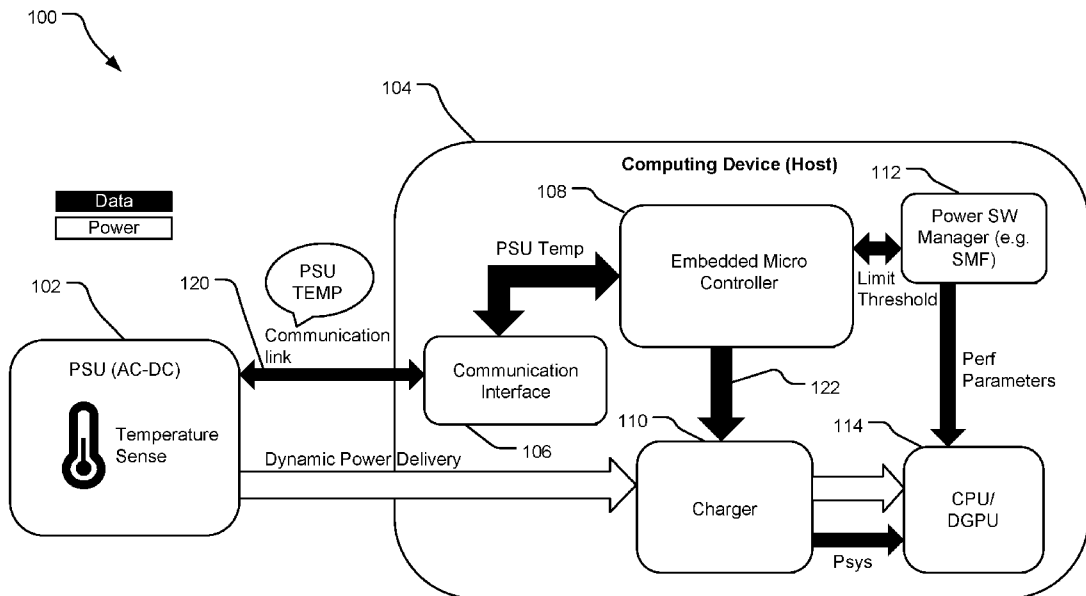 100
104
Computing Device (Host)
112
108
Data
Power
Power SW
Manager (e.g.
SMF)
PSU Temp
Embedded Micro
Controller
Limit
Threshold
PSU
TEMP
102
120
Communication
link
PSU (AC-DC)
Communication
Interface
Perf
Parameters
122
Temperature
Sense
110
114
106
Dynamic Power Delivery
Charger
CPU/
DGPU
Psys